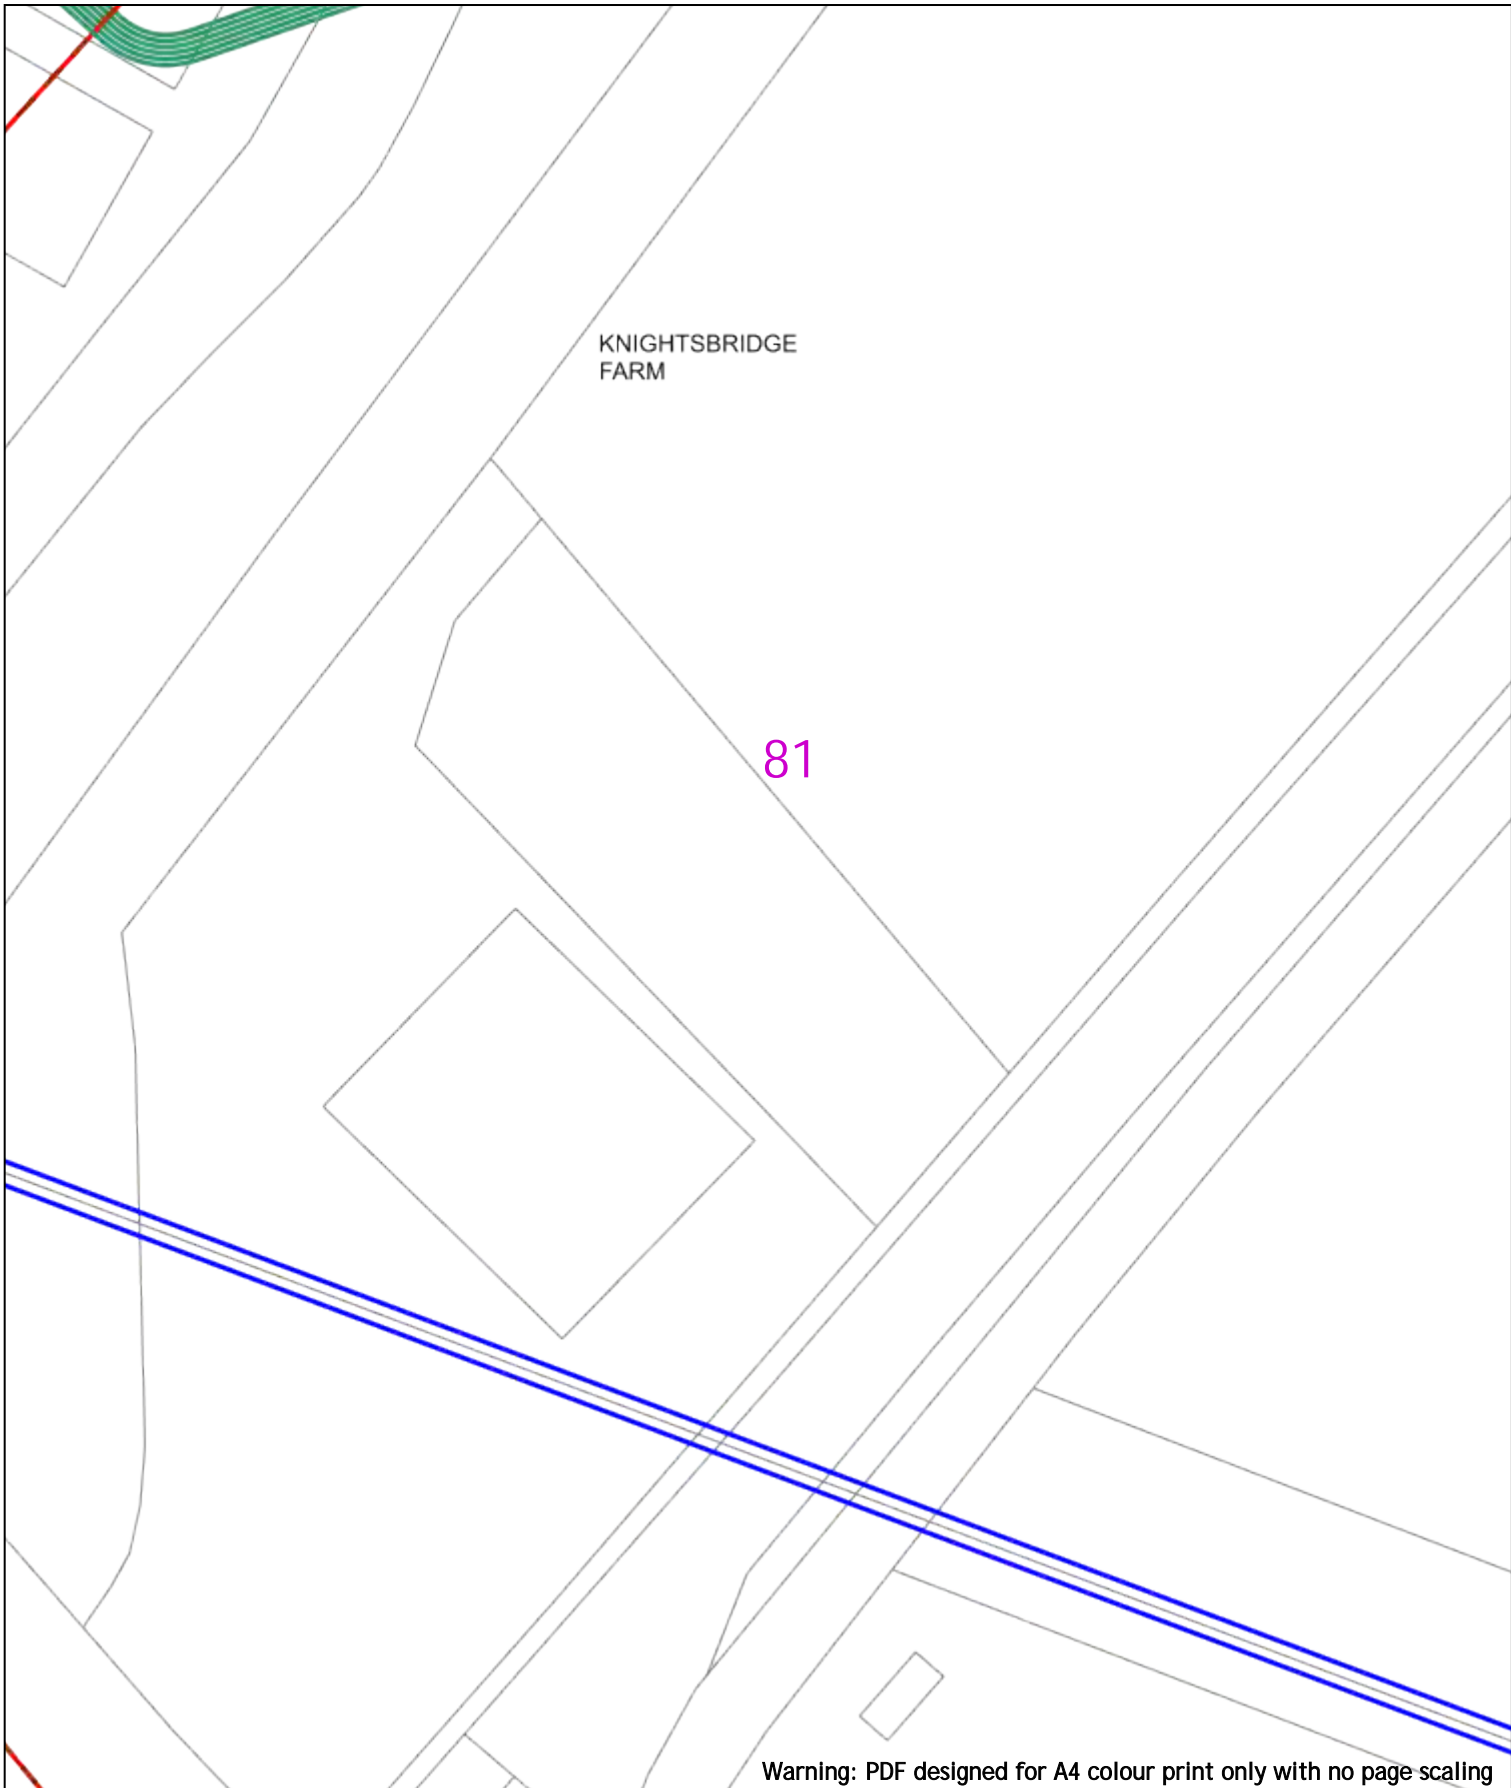 KNIGHTSBRIDGE
FARM
81
Warning: PDF designed for A4 colour print only with no page scaling